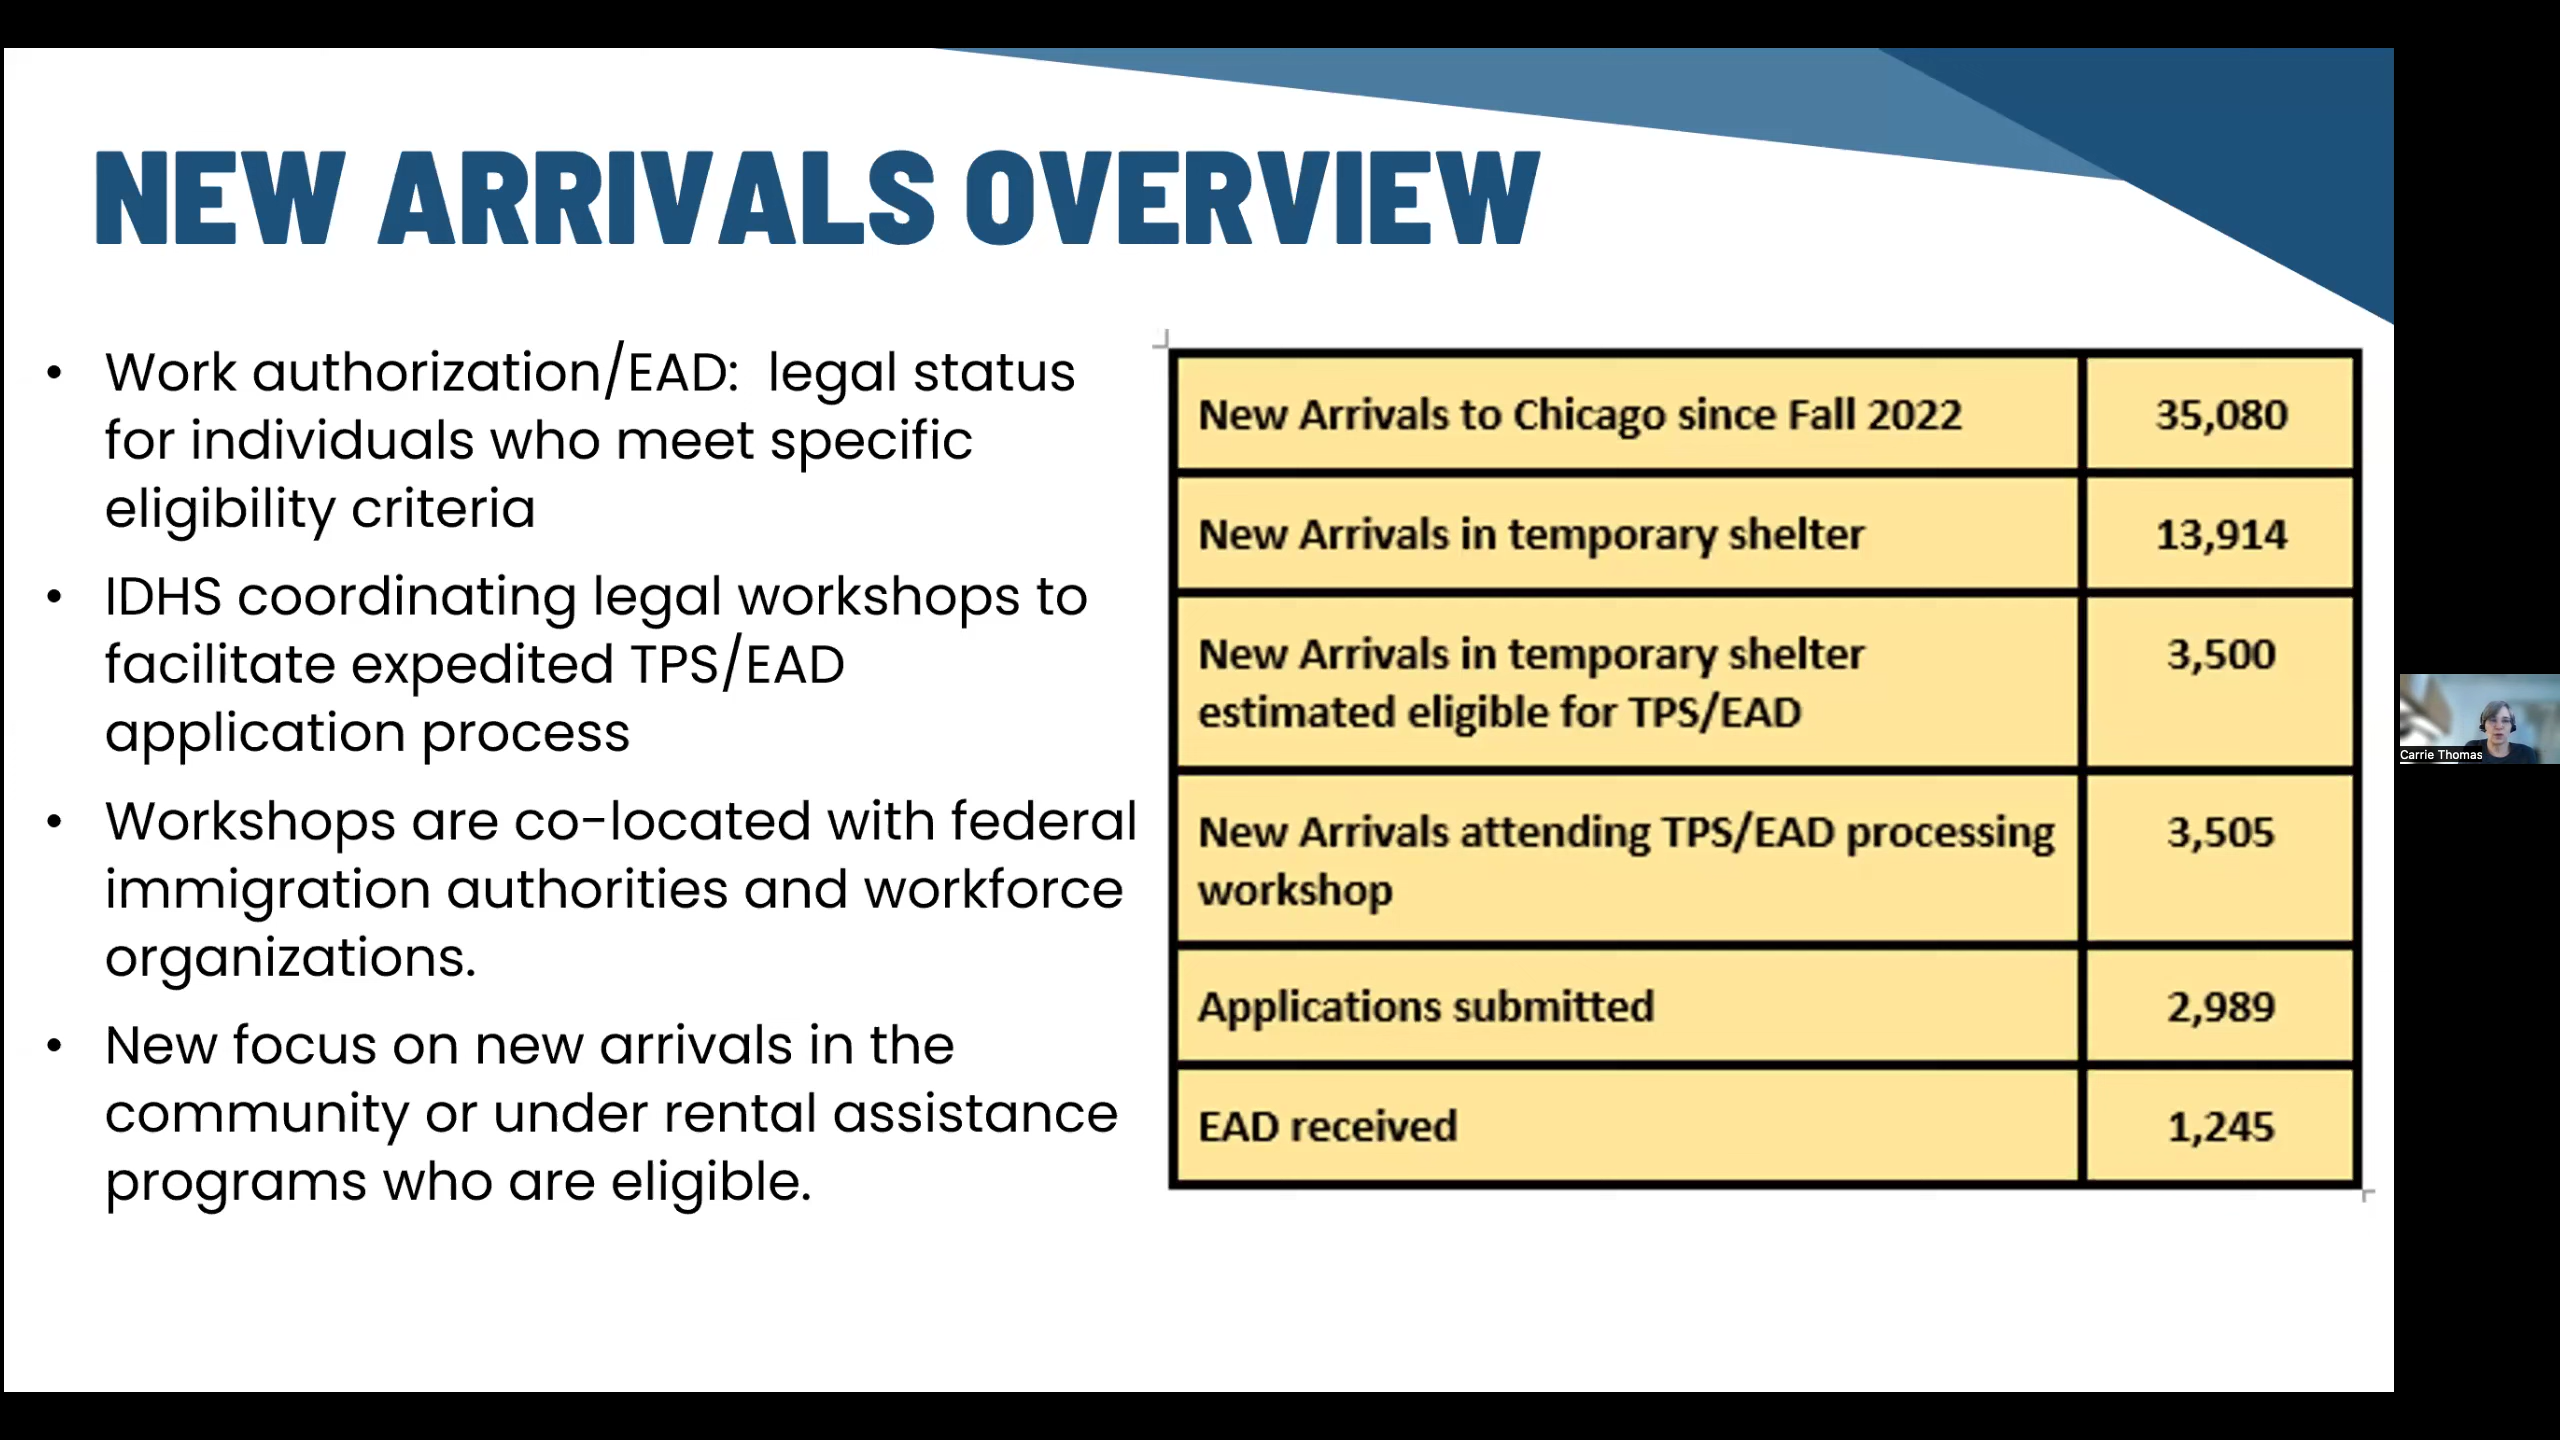 NEW ARRIVALS OVERVIEW
• Work authorization/EAD:  legal status
for individuals who meet specific
eligibility criteria
• IDHS coordinating legal workshops to
facilitate expedited TPS/EAD
application process
• Workshops are co-located with federal
immigration authorities and workforce
organizations.
• New focus on new arrivals in the
community or under rental assistance
programs who are eligible.
New Arrivals to Chicago since Fall 2022 35,080
New Arrivals in temporary shelter 13,914
New Arrivals in temporary shelter 3,500
estimated eligible for TPS/EAD
New Arrivals attending TPS/EAD processing 3,505
workshop
Applications submitted 2,989
EAD received 1,245
Carrie Thomas